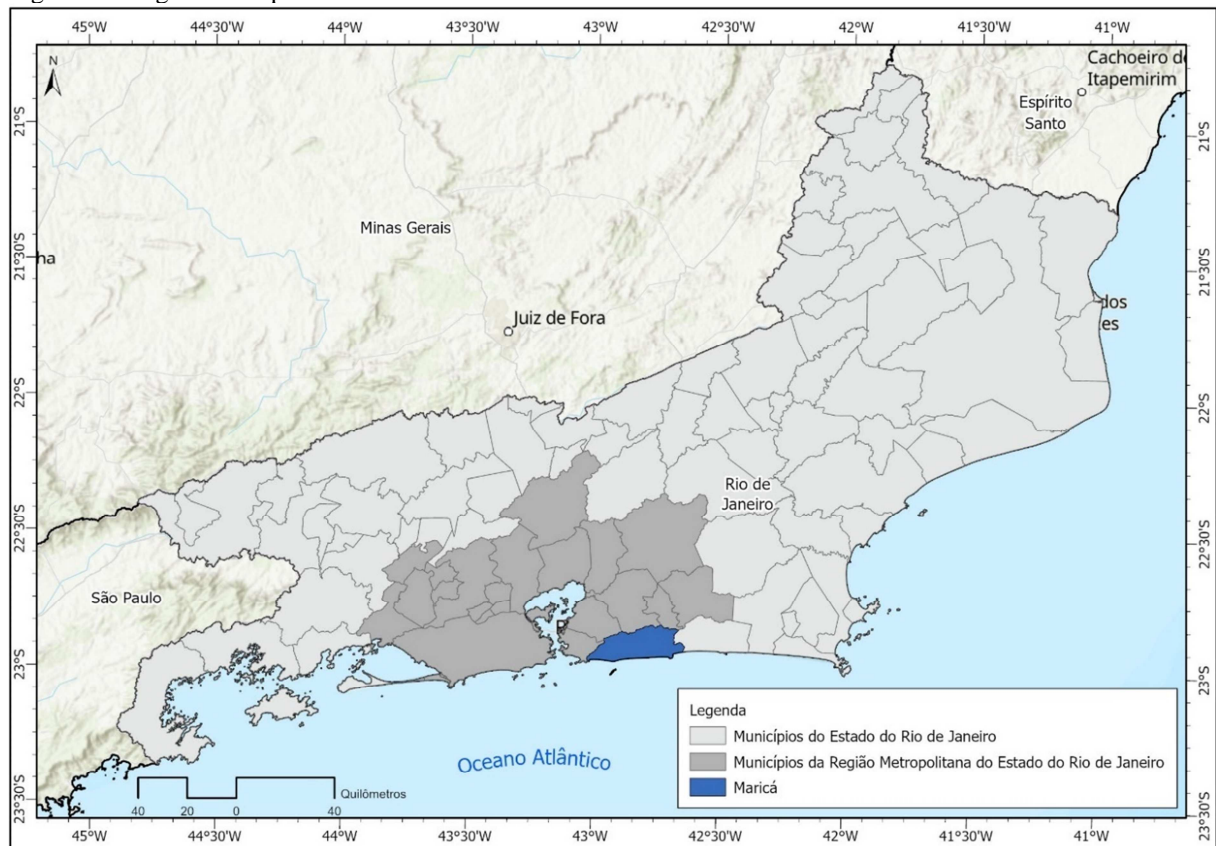 45°W 44°30'W 44°W 43°30'W 43°W 42°30'W 42°W 41°30'W 41°W
N
Cachoeiro de
Itapemirim
Espírito
Santo
21°S
21°S
Minas Gerais
ha
21°30'S
21°30'S
dos
es
Juiz de Fora
22°S
22°S
Rio de
Janeiro
22°30'S
22°30'S
São Paulo
23°S
23°S
Legenda
Municípios do Estado do Rio de Janeiro
Municípios da Região Metropolitana do Estado do Rio de Janeiro
Maricá
Oceano Atlântico
Quilômetros
40 20 0 40
23°30'S
23°30'S
45°W 44°30'W 44°W 43°30'W 43°W 42°30'W 42°W 41°30'W 41°W